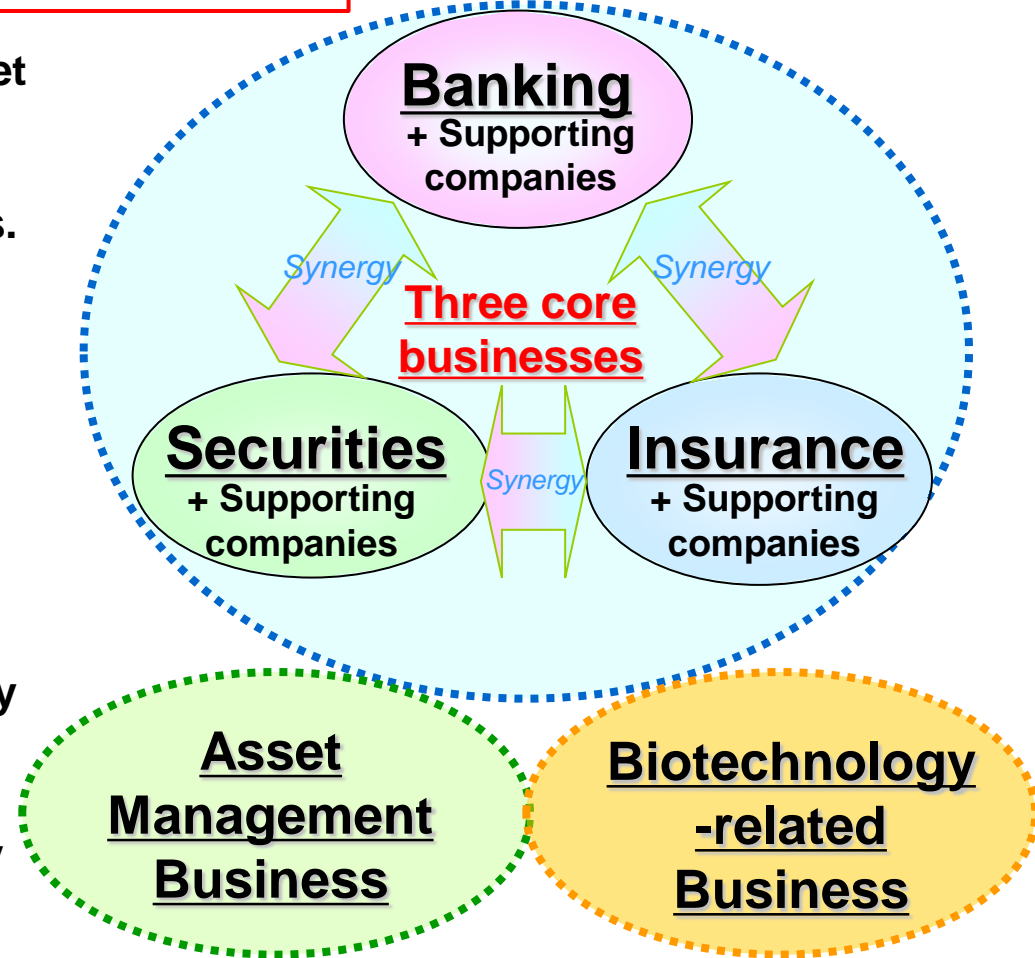 Banking
+ Supporting
companies
s.
Synergy
Synergy
Three core
businesses
Securities
+ Supporting
companies
Synergy
Insurance
+ Supporting
companies
Asset
Management
Business
Biotechnology
-related
Business